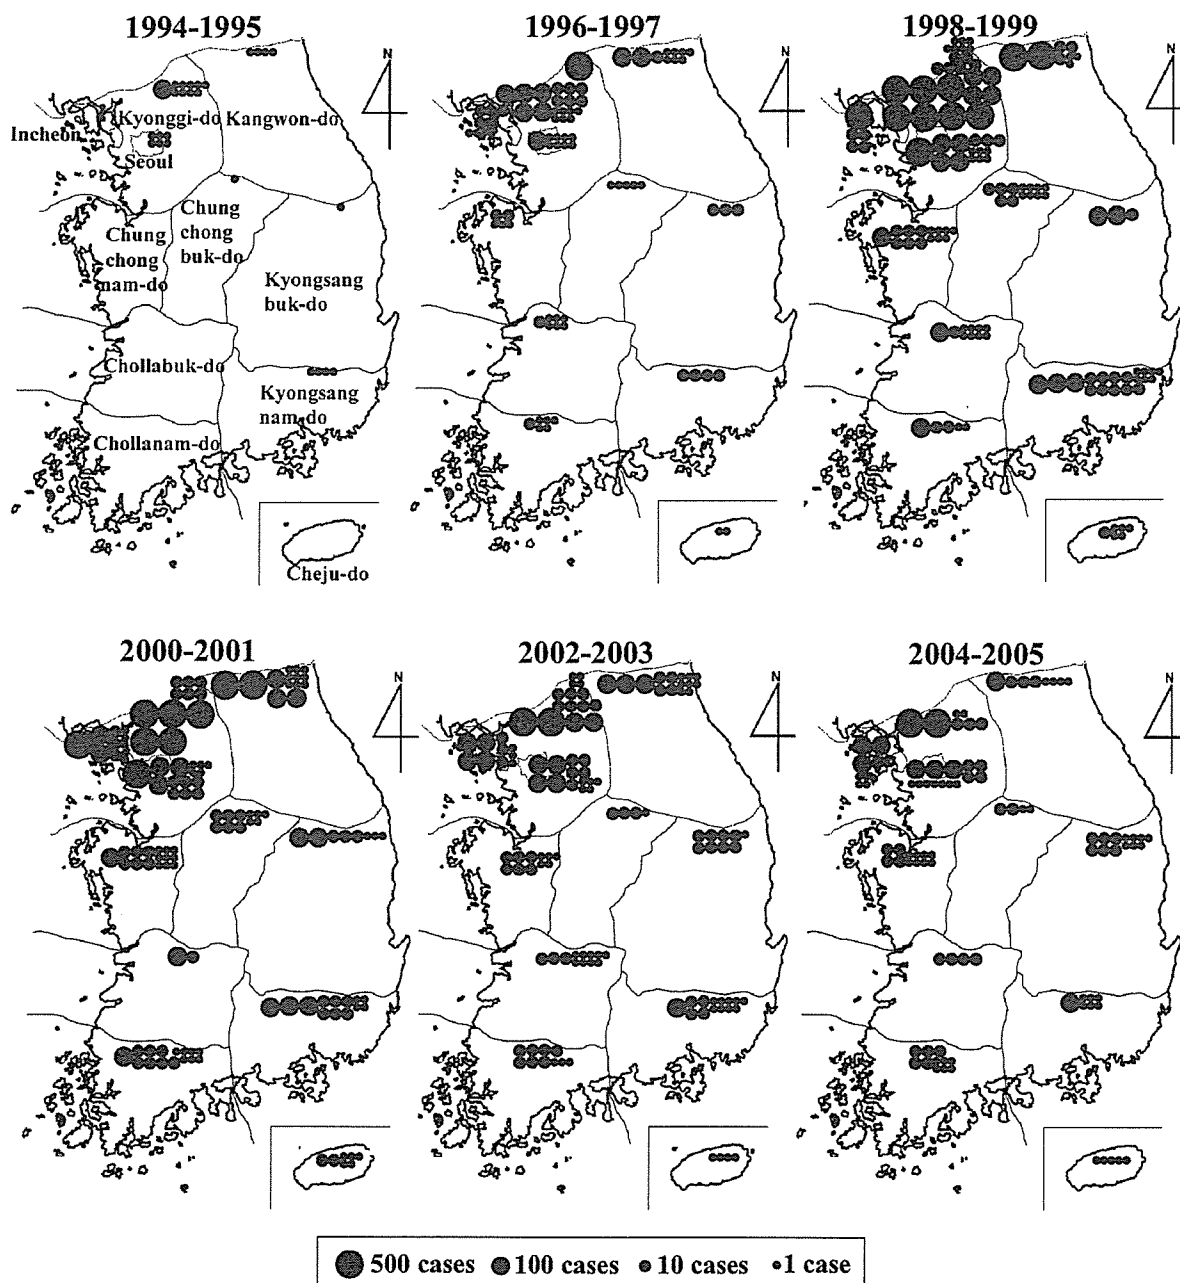 1994-1995
1996-1997
1998-1999
N
N
N
Incheon
Kyonggi-do
Kangwon-do
Seoul
Chung
chong
nam-do
Chung
chong
buk-do
Kyongsang
buk-do
Chollabuk-do
Kyongsang
nam-do
Chollanam-do
Cheju-do
2000-2001
2002-2003
2004-2005
N
N
N
500 cases
100 cases
10 cases
1 case